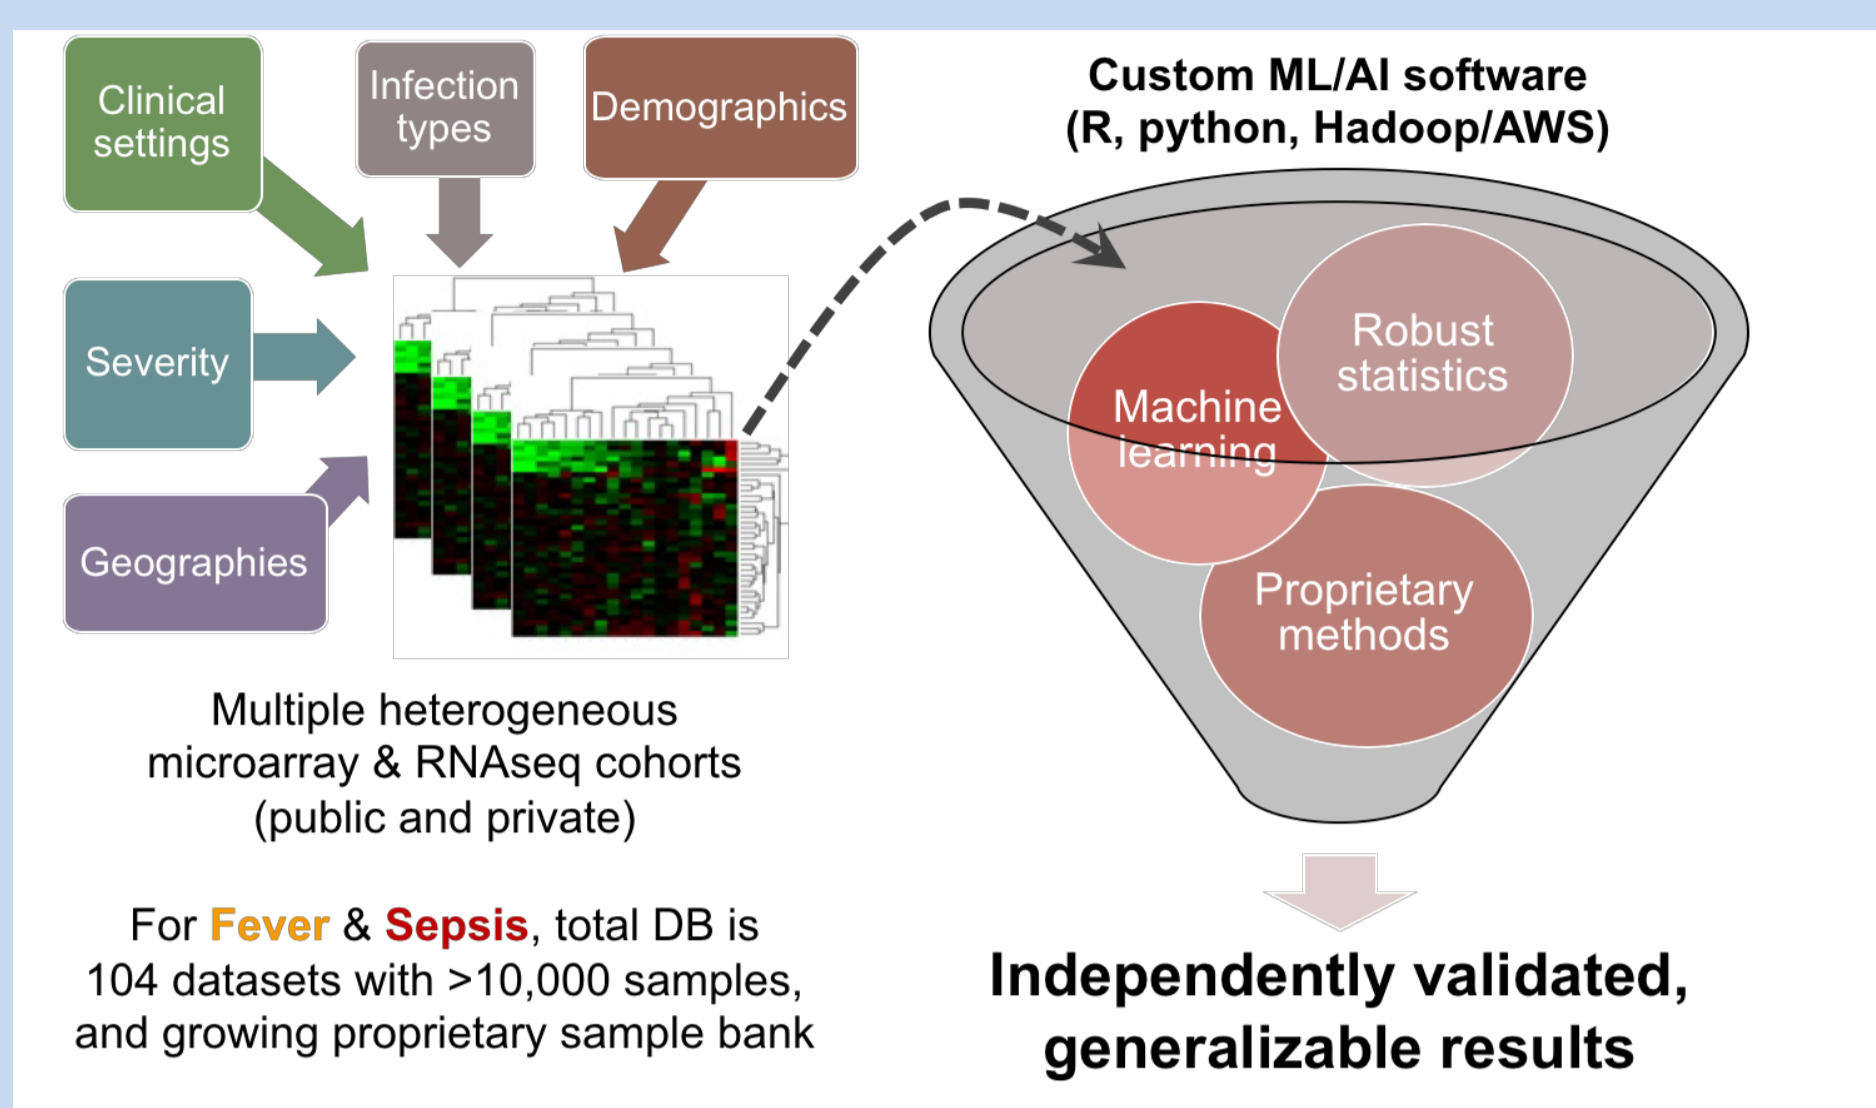 Clinical
settings
Infection
types
Demographics
Severity
Geographies
Multiple heterogeneous
microarray & RNAseq cohorts
(public and private)
For Fever & Sepsis, total DB is
104 datasets with >10,000 samples,
and growing proprietary sample bank
Custom ML/AI software
(R, python, Hadoop/AWS)
Robust
statistics
Machine
learning
Proprietary
methods
Independently validated,
generalizable results